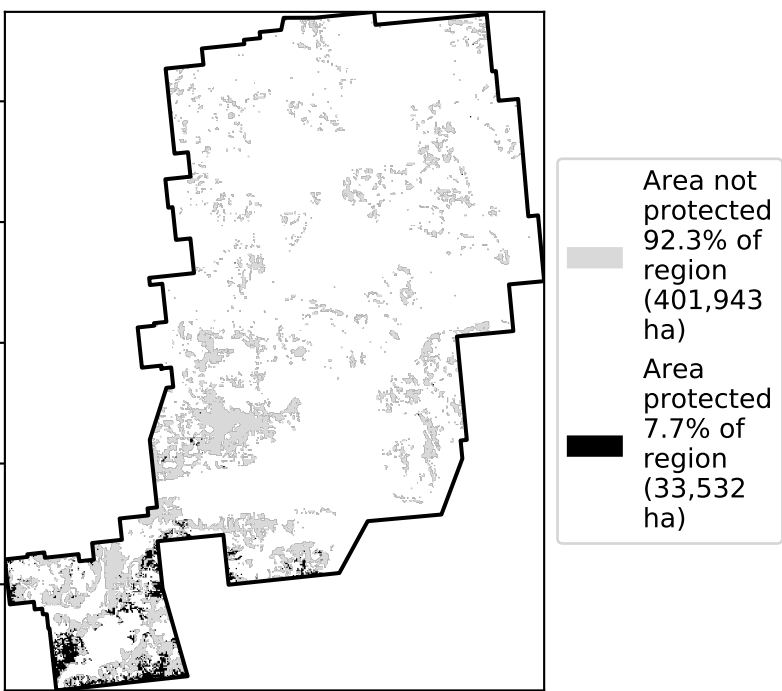 Area not
protected
92.3% of
region
(401,943
ha)
Area
protected
7.7% of
region
(33,532
ha)